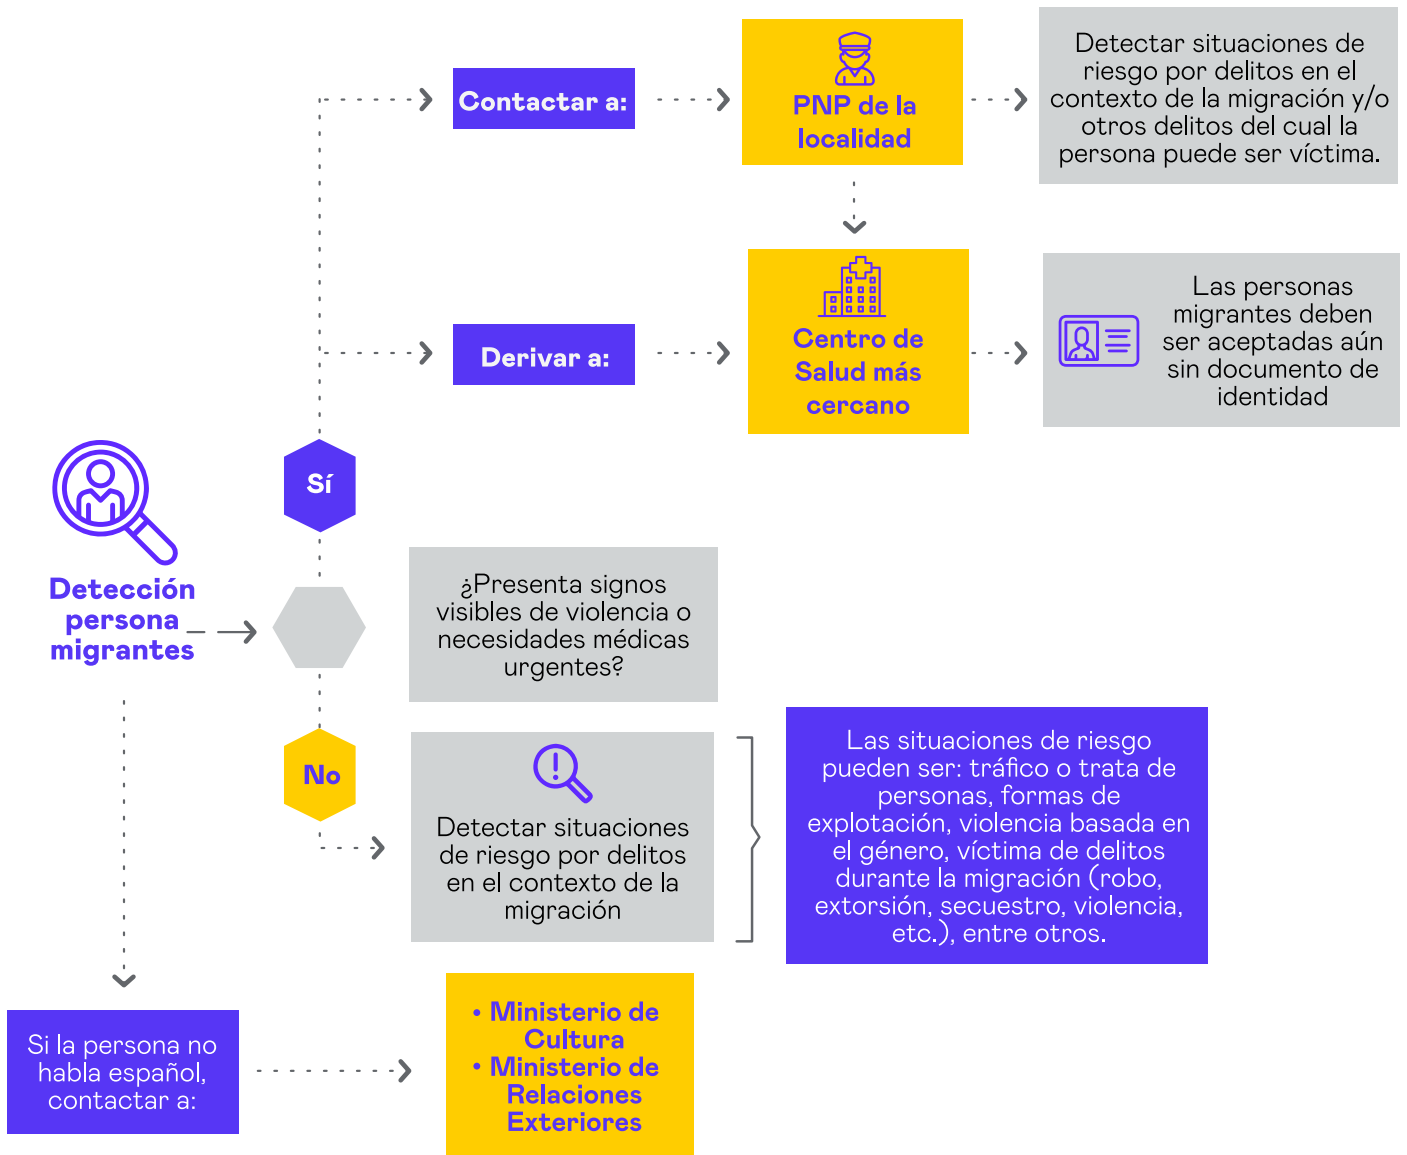 Contactar a:
PNP de la
localidad
Detectar situaciones de
riesgo por delitos en el
contexto de la migración y/o
otros delitos del cual la
persona puede ser víctima.
Derivar a:
Centro de
Salud más
cercano
Las personas
migrantes deben
ser aceptadas aún
sin documento de
identidad
Sí
Detección
persona
migrantes
¿Presenta signos
visibles de violencia o
necesidades médicas
urgentes?
No
Detectar situaciones
de riesgo por delitos
en el contexto de la
migración
Las situaciones de riesgo
pueden ser: tráfico o trata de
personas, formas de
explotación, violencia basada en
el género, víctima de delitos
durante la migración (robo,
extorsión, secuestro, violencia,
etc.), entre otros.
Si la persona no
habla español,
contactar a:
• Ministerio de
Cultura
• Ministerio de
Relaciones
Exteriores